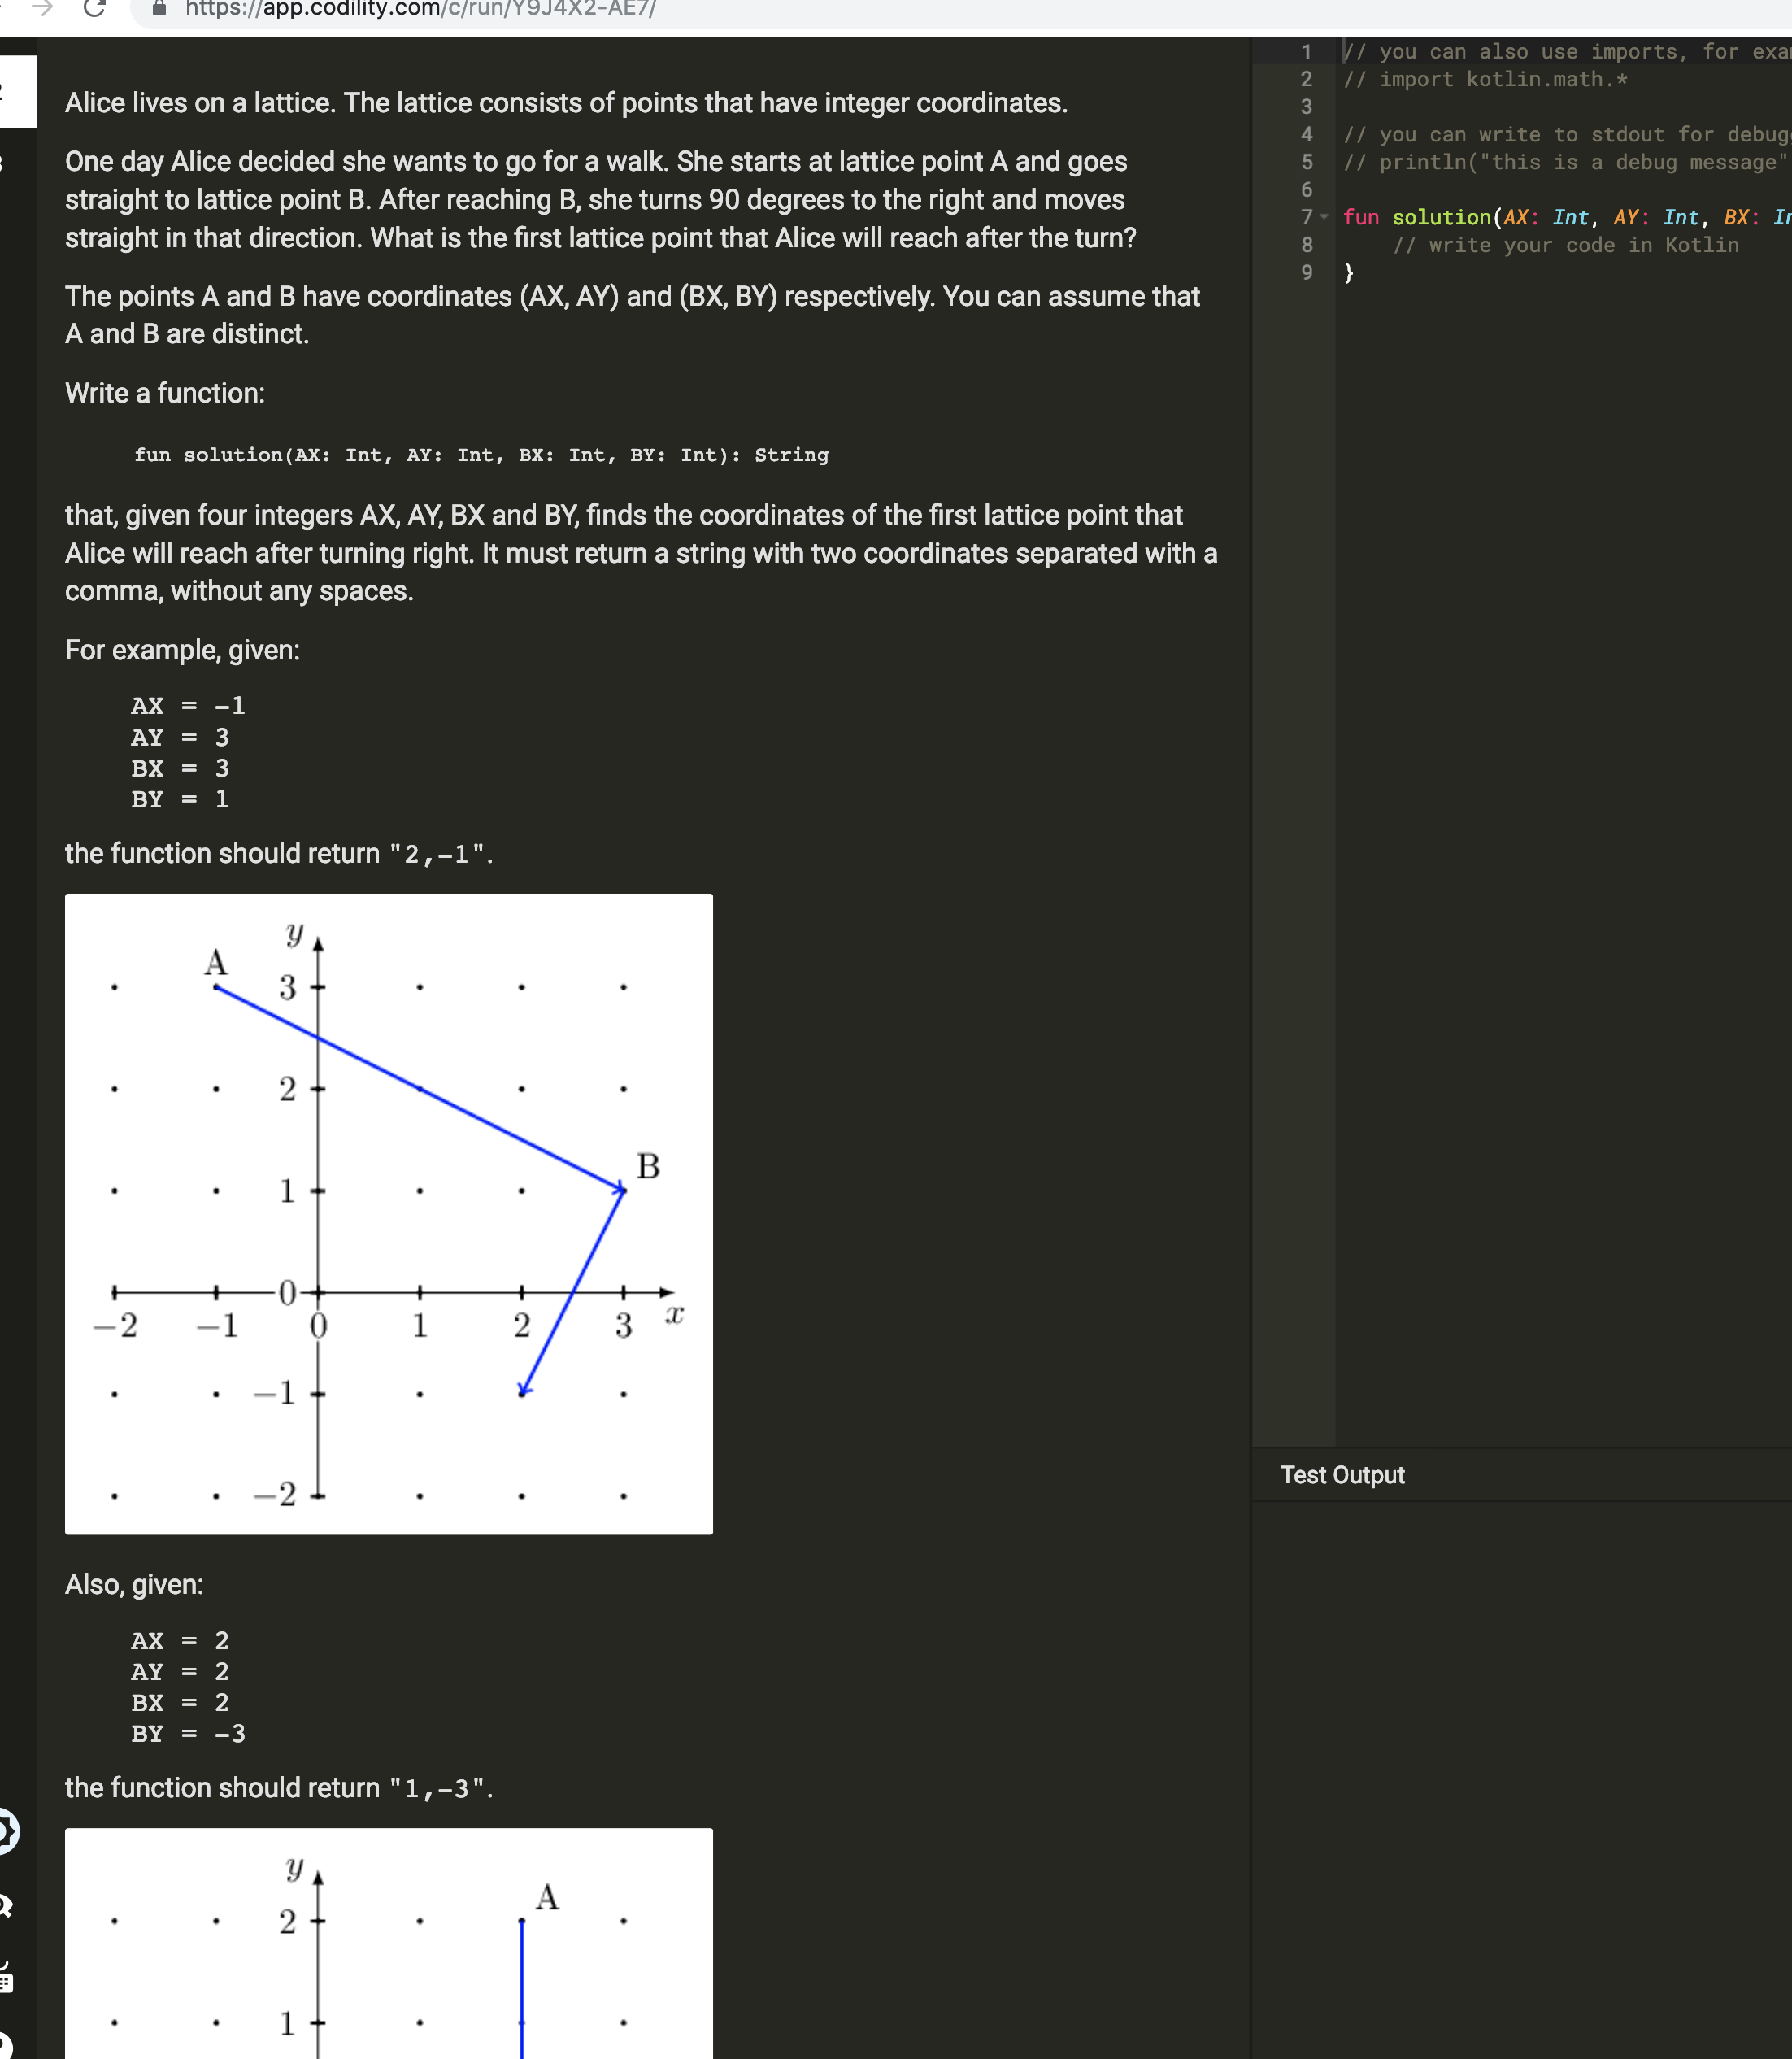 https://app.codility.com/c/run/Y9J4X2-AE7/
Alice lives on a lattice. The lattice consists of points that have integer coordinates.
One day Alice decided she wants to go for a walk. She starts at lattice point A and goes
straight to lattice point B. After reaching B, she turns 90 degrees to the right and moves
straight in that direction. What is the first lattice point that Alice will reach after the turn?
The points A and B have coordinates (AX, AY) and (BX, BY) respectively. You can assume that
A and B are distinct.
Write a function:
fun solution(AX: Int, AY: Int, BX: Int, BY: Int): String
that, given four integers AX, AY, BX and BY, finds the coordinates of the first lattice point that
Alice will reach after turning right. It must return a string with two coordinates separated with a
comma, without any spaces.
For example, given:
AX = -1
AY = 3
BX = 3
BY = 1
the function should return "2,-1".
y
A
3
2
B
1
0
−2 −1 0 1 2 3 x
−1
−2
Also, given:
AX = 2
AY = 2
BX = 2
BY = -3
the function should return "1,-3".
y
A
2
1
1 // you can also use imports, for exa
2 // import kotlin.math.*
3
4 // you can write to stdout for debug
5 // println("this is a debug message"
6
7 fun solution(AX: Int, AY: Int, BX: In
8 // write your code in Kotlin
9 }
Test Output